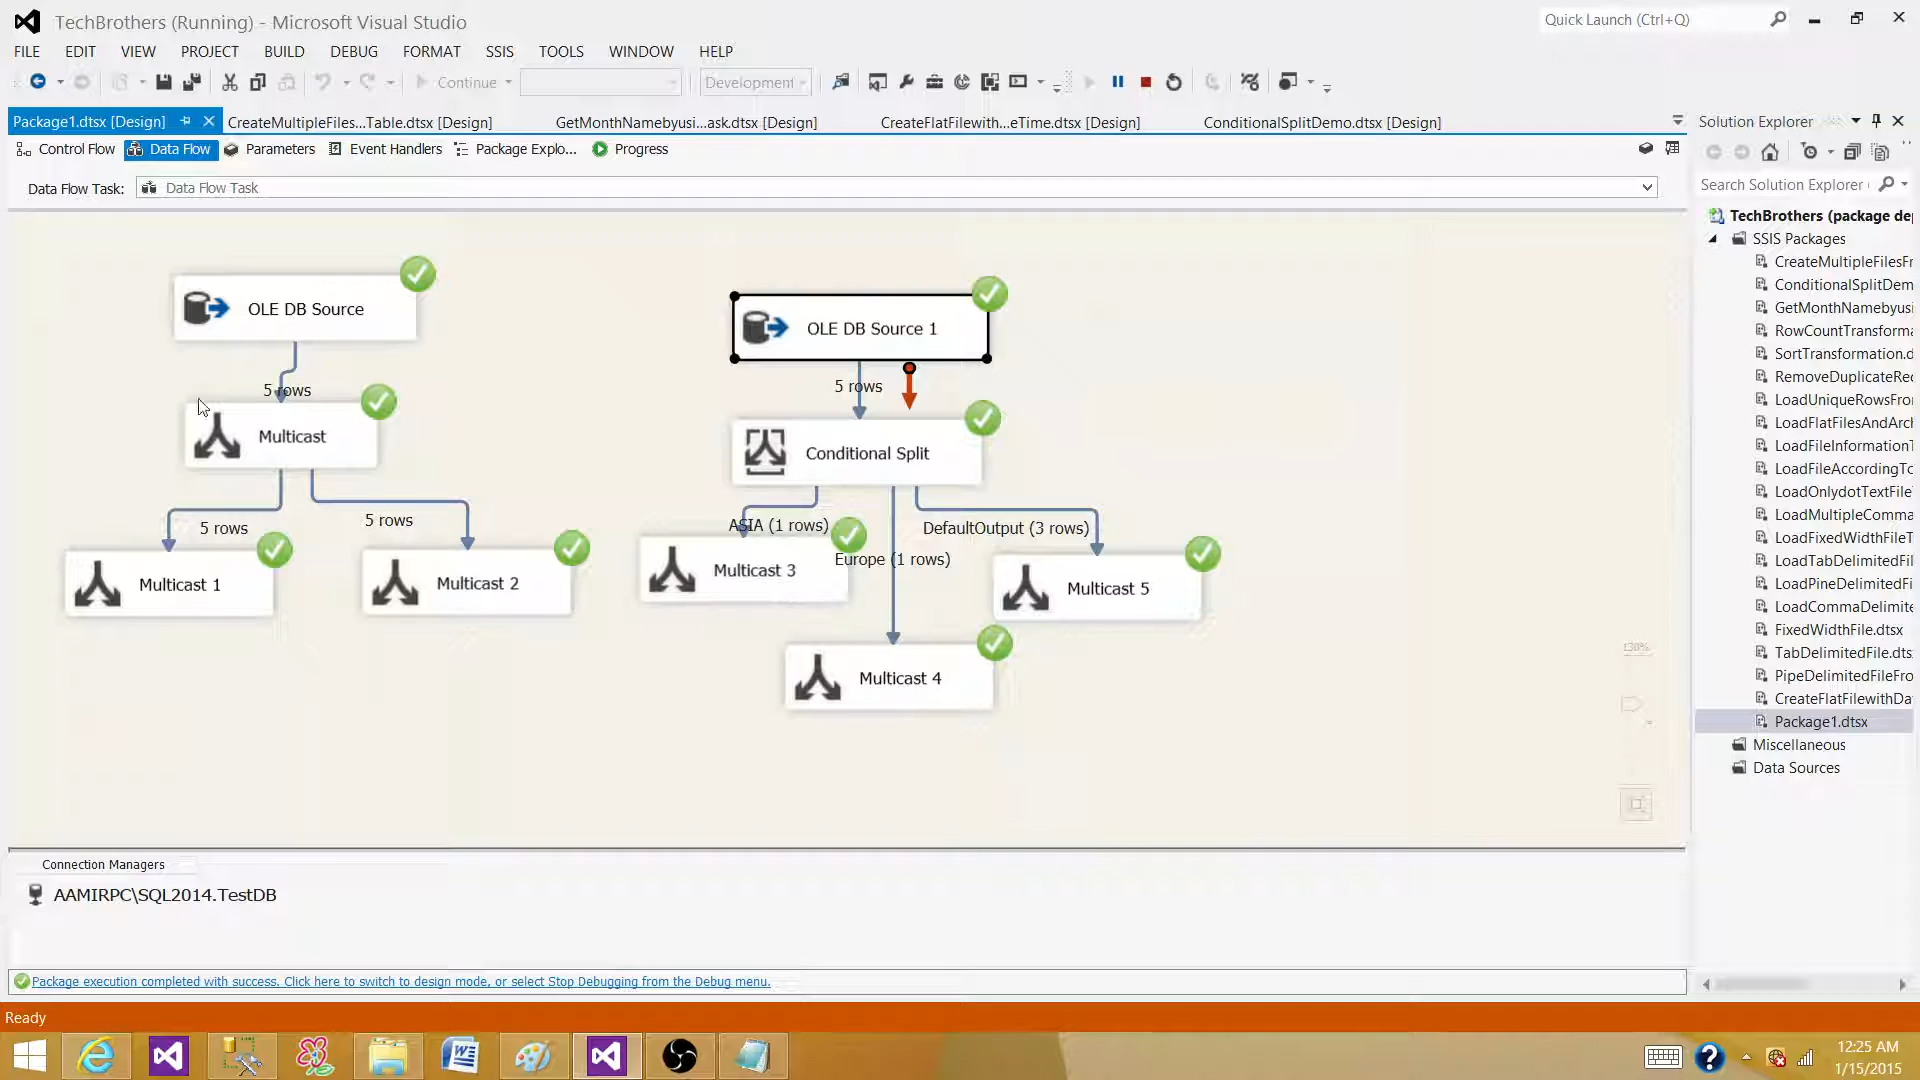 TechBrothers (Running) - Microsoft Visual Studio
Quick Launch (Ctrl+Q)
FILE EDIT VIEW PROJECT BUILD DEBUG FORMAT SSIS TOOLS WINDOW HELP
Continue
Development
Package1.dtsx [Design]
CreateMultipleFiles...Table.dtsx [Design]
GetMonthNamebyusi...ask.dtsx [Design]
CreateFlatFilewith...eTime.dtsx [Design]
ConditionalSplitDemo.dtsx [Design]
Control Flow
Data Flow
Parameters
Event Handlers
Package Explo...
Progress
Data Flow Task:
Data Flow Task
OLE DB Source
5 rows
Multicast
5 rows
5 rows
Multicast 1
Multicast 2
OLE DB Source 1
5 rows
Conditional Split
ASIA (1 rows)
DefaultOutput (3 rows)
Europe (1 rows)
Multicast 3
Multicast 5
Multicast 4
130%
Connection Managers
AAMIRPC\SQL2014.TestDB
Package execution completed with success. Click here to switch to design mode, or select Stop Debugging from the Debug menu.
Ready
Solution Explorer
Search Solution Explorer (
TechBrothers (package de
SSIS Packages
CreateMultipleFilesFr
ConditionalSplitDem
GetMonthNamebyusi
RowCountTransforma
SortTransformation.d
RemoveDuplicateRec
LoadUniqueRowsFro
LoadFlatFilesAndArch
LoadFileInformationT
LoadFileAccordingTo
LoadOnlydotTextFile
LoadMultipleComma
LoadFixedWidthFileT
LoadTabDelimitedFil
LoadPineDelimitedFi
LoadCommaDelimite
FixedWidthFile.dtsx
TabDelimitedFile.dts
PipeDelimitedFileFro
CreateFlatFilewithDa
Package1.dtsx
Miscellaneous
Data Sources
12:25 AM
1/15/2015